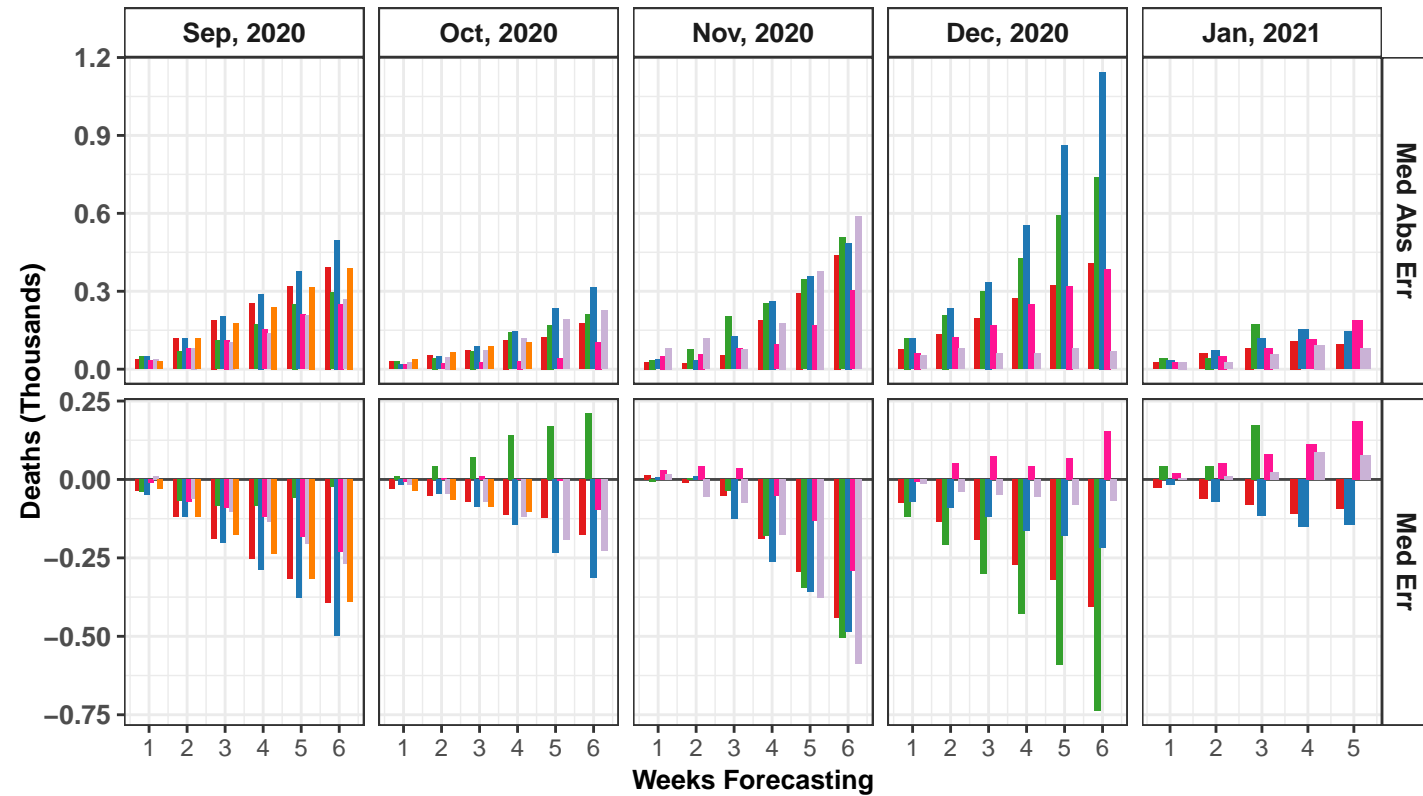 Sep, 2020
Oct, 2020
Nov, 2020
Dec, 2020
Jan, 2021
1.2
0.9
0.6
0.3
0.0
Med Abs Err
0.25
0.00
−0.25
−0.50
−0.75
Med Err
Deaths (Thousands)
1 2 3 4 5 6
1 2 3 4 5 6
1 2 3 4 5 6
1 2 3 4 5 6
1 2 3 4 5
Weeks Forecasting